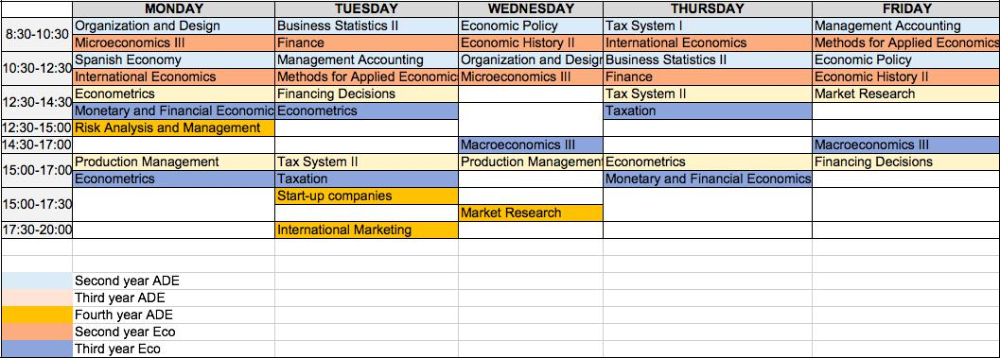 MONDAY TUESDAY WEDNESDAY THURSDAY FRIDAY
8:30-10:30 Organization and Design Business Statistics II Economic Policy Tax System I Management Accounting
Microeconomics III Finance Economic History II International Economics Methods for Applied Economics
10:30-12:30 Spanish Economy Management Accounting Organization and Desigr Business Statistics II Economic Policy
International Economics Methods for Applied Economic Microeconomics III Finance Economic History II
12:30-14:30 Econometrics Financing Decisions Tax System II Market Research
Monetary and Financial Economic Econometrics Taxation
12:30-15:00 Risk Analysis and Management
14:30-17:00 Macroeconomics III Macroeconomics III
15:00-17:00 Production Management Tax System II Production Management Econometrics Financing Decisions
Econometrics Taxation Monetary and Financial Economics
15:00-17:30 Start-up companies
Market Research
17:30-20:00 International Marketing
Second year ADE
Third year ADE
Fourth year ADE
Second year Eco
Third year Eco